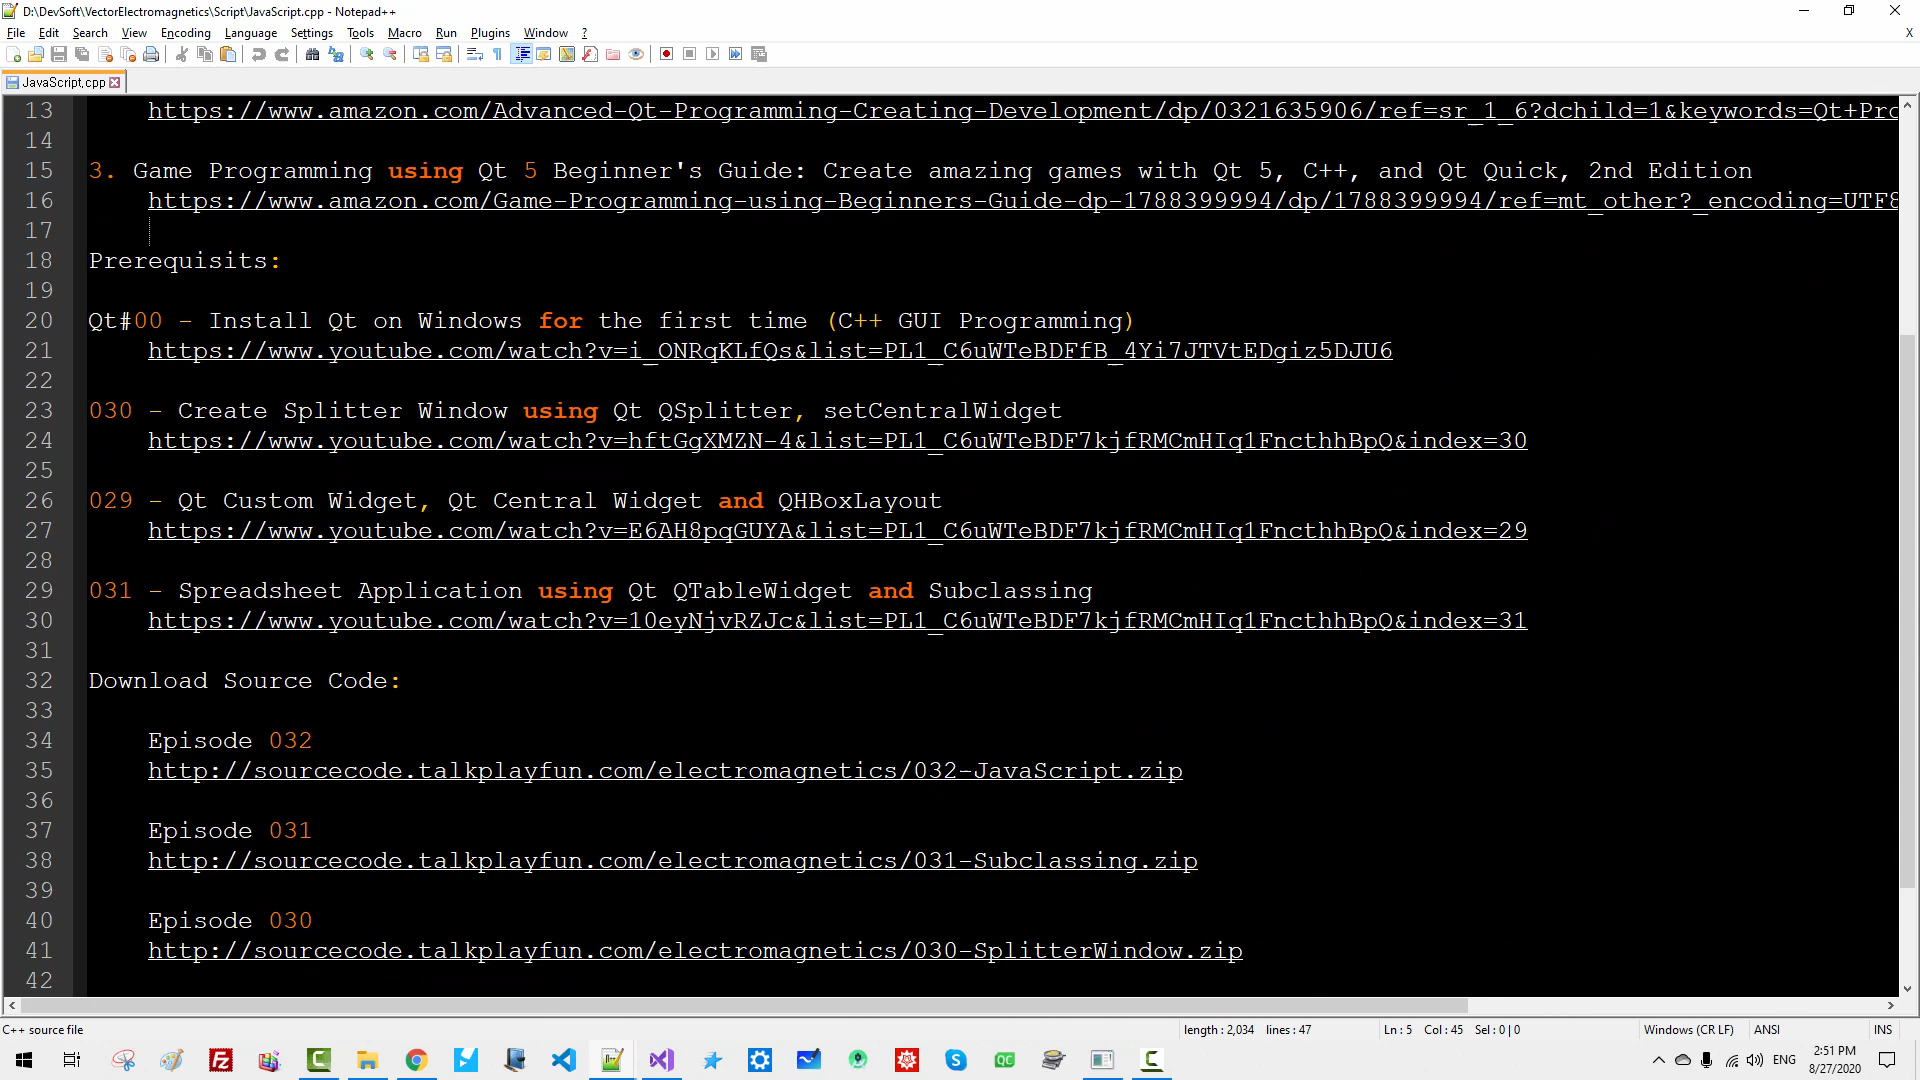 D:\DevSoft\VectorElectromagnetics\Script\JavaScript.cpp - Notepad++
File Edit Search View Encoding Language Settings Tools Macro Run Plugins Window ? X
JavaScript.cpp
13 https://www.amazon.com/Advanced-Qt-Programming-Creating-Development/dp/0321635906/ref=sr_1_6?dchild=1&keywords=Qt+Pro
14
15 3. Game Programming using Qt 5 Beginner's Guide: Create amazing games with Qt 5, C++, and Qt Quick, 2nd Edition
16 https://www.amazon.com/Game-Programming-using-Beginners-Guide-dp-1788399994/dp/1788399994/ref=mt_other?_encoding=UTF8
17
18 Prerequisits:
19
20 Qt#00 - Install Qt on Windows for the first time (C++ GUI Programming)
21 https://www.youtube.com/watch?v=i_ONRqKLfQs&list=PL1_C6uWTeBDFfB_4Yi7JTVtEDgiz5DJU6
22
23 030 - Create Splitter Window using Qt QSplitter, setCentralWidget
24 https://www.youtube.com/watch?v=hftGgXMZN-4&list=PL1_C6uWTeBDF7kjfRMCmHIq1FncthhBpQ&index=30
25
26 029 - Qt Custom Widget, Qt Central Widget and QHBoxLayout
27 https://www.youtube.com/watch?v=E6AH8pqGUYA&list=PL1_C6uWTeBDF7kjfRMCmHIq1FncthhBpQ&index=29
28
29 031 - Spreadsheet Application using Qt QTableWidget and Subclassing
30 https://www.youtube.com/watch?v=10eyNjvRZJc&list=PL1_C6uWTeBDF7kjfRMCmHIq1FncthhBpQ&index=31
31
32 Download Source Code:
33
34 Episode 032
35 http://sourcecode.talkplayfun.com/electromagnetics/032-JavaScript.zip
36
37 Episode 031
38 http://sourcecode.talkplayfun.com/electromagnetics/031-Subclassing.zip
39
40 Episode 030
41 http://sourcecode.talkplayfun.com/electromagnetics/030-SplitterWindow.zip
42
C++ source file length : 2,034 lines : 47 Ln : 5 Col : 45 Sel : 0 | 0 Windows (CR LF) ANSI INS
ENG 2:51 PM
8/27/2020